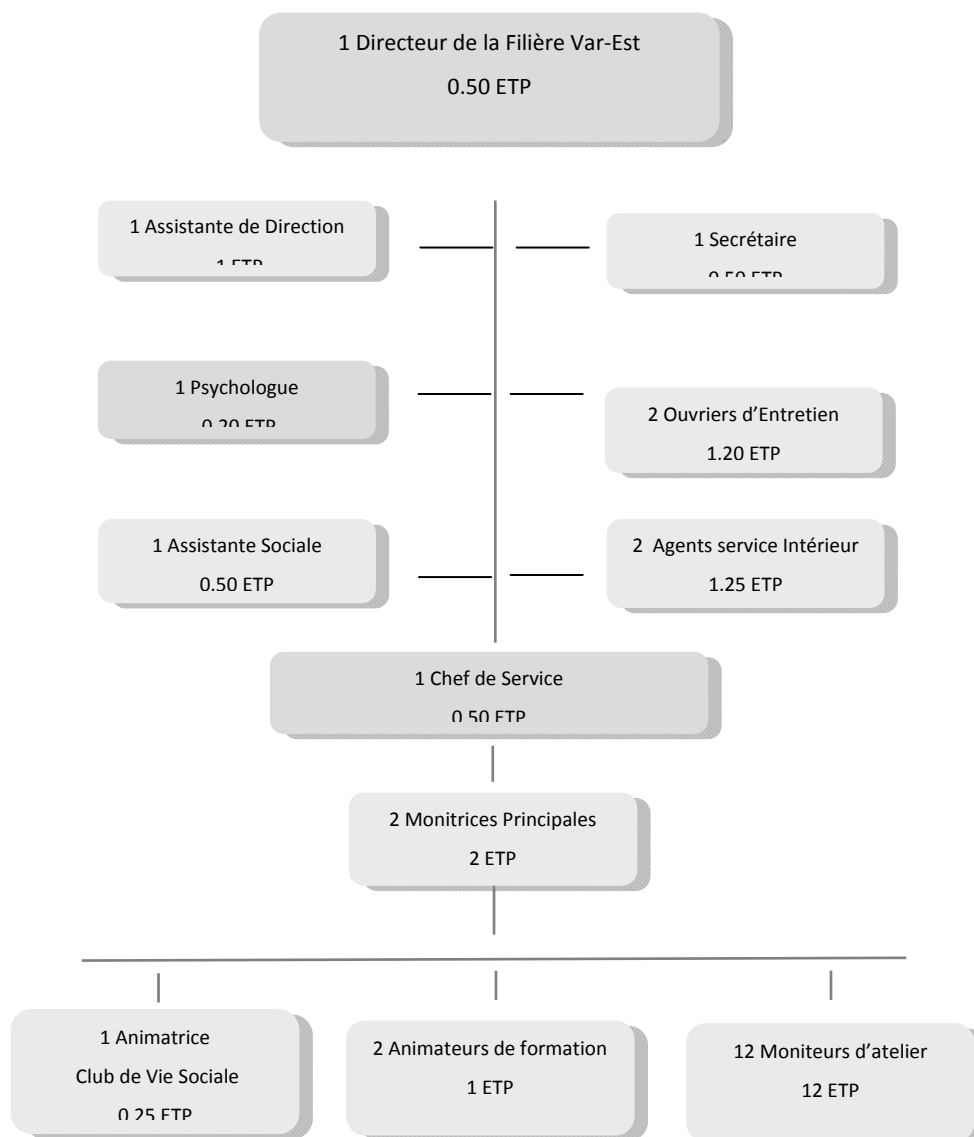 1 Directeur de la Filière Var-Est
0.50 ETP
1 Assistante de Direction
1 ETP
1 Secrétaire
0.50 ETP
1 Psychologue
0.20 ETP
2 Ouvriers d’Entretien
1.20 ETP
1 Assistante Sociale
0.50 ETP
2 Agents service Intérieur
1.25 ETP
1 Chef de Service
0.50 ETP
2 Monitrices Principales
2 ETP
1 Animatrice
Club de Vie Sociale
0.25 ETP
2 Animateurs de formation
1 ETP
12 Moniteurs d’atelier
12 ETP